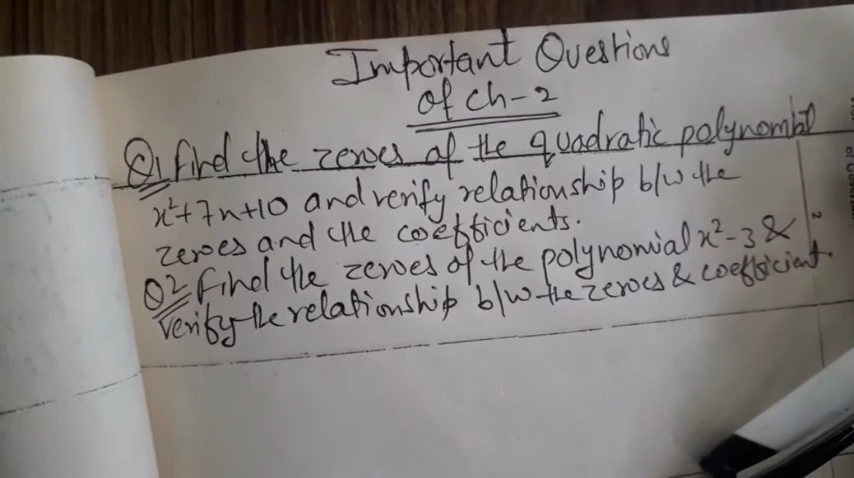 Important Questions
of Ch-2
Q1 Find the zeroes of the quadratic polynomial
x²+7x+10 and verify relationship b/w the
zeroes and the coefficients.
Q2 Find the zeroes of the polynomial x²-3 &
verify the relationship b/w the zeroes & coefficient.